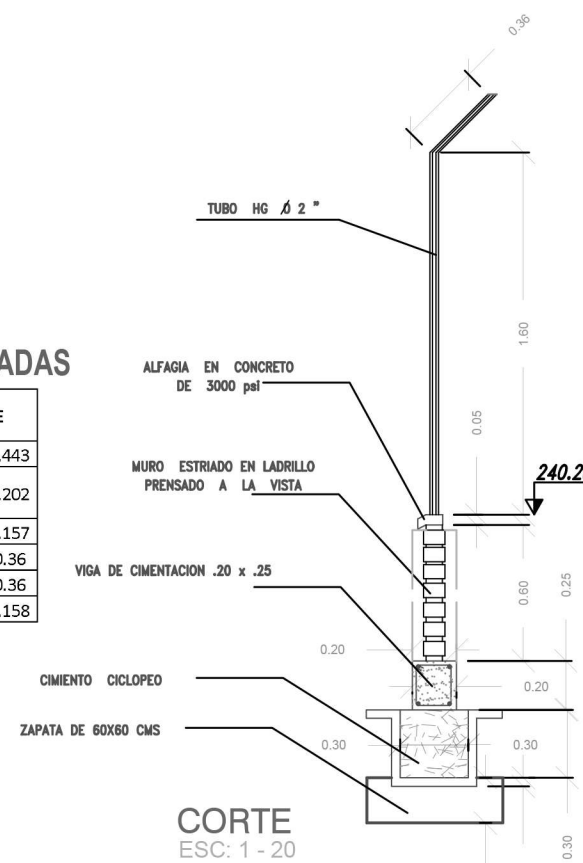 0.36
TUBO HG Ø 2 "
1.60
ADAS
ALFAGIA EN CONCRETO
DE 3000 psi
E
.443
.202
.157
0.36
0.36
.158
0.05
MURO ESTRIADO EN LADRILLO
PRENSADO A LA VISTA
240.2
VIGA DE CIMENTACION .20 x .25
0.60
0.25
0.20
0.20
CIMIENTO CICLOPEO
ZAPATA DE 60X60 CMS
0.30
0.30
0.30
CORTE
ESC: 1 - 20